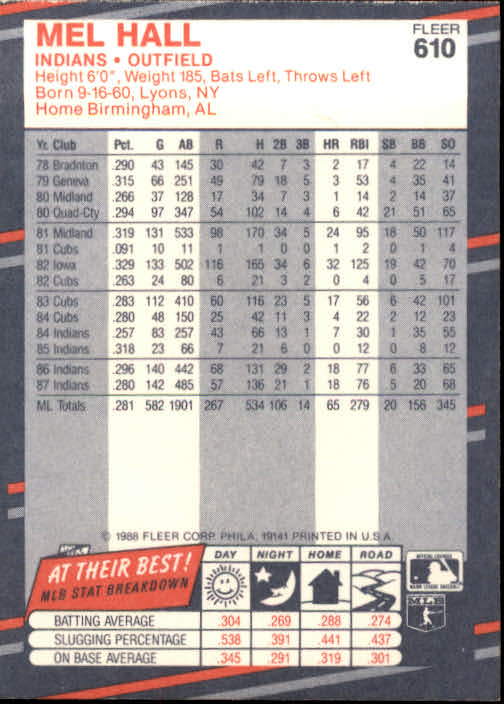 MEL HALL
FLEER
610
INDIANS • OUTFIELD
Height 6'0", Weight 185, Bats Left, Throws Left
Born 9-16-60, Lyons, NY
Home Birmingham, AL
Yr. Club Pct. G AB R H 2B 3B HR RBI SB BB SO
78 Bradnton .290 43 145 30 42 7 3 2 17 4 22 14
79 Geneva .315 66 251 49 79 18 5 3 53 4 35 41
80 Midland .266 37 128 17 34 7 3 1 14 2 14 37
80 Quad-Cty .294 97 347 54 102 14 4 6 42 21 51 65
81 Midland .319 131 533 98 170 34 5 24 95 18 50 117
81 Cubs .091 10 11 1 1 0 0 1 2 0 1 4
82 Iowa .329 133 502 116 165 34 6 32 125 19 42 70
82 Cubs .263 24 80 6 21 3 2 0 4 0 5 17
83 Cubs .283 112 410 60 116 23 5 17 56 6 42 101
84 Cubs .280 48 150 25 42 11 3 4 22 2 12 23
84 Indians .257 83 257 43 66 13 1 7 30 1 35 55
85 Indians .318 23 66 7 21 6 0 0 12 0 8 12
86 Indians .296 140 442 68 131 29 2 18 77 6 33 65
87 Indians .280 142 485 57 136 21 1 18 76 5 20 68
ML Totals .281 582 1901 267 534 106 14 65 279 20 156 345
© 1988 FLEER CORP. PHILA, 19141 PRINTED IN U.S.A.
AT THEIR BEST!
MLB STAT BREAKDOWN
DAY NIGHT HOME ROAD
BATTING AVERAGE .304 .269 .288 .274
SLUGGING PERCENTAGE .538 .391 .441 .437
ON BASE AVERAGE .345 .291 .319 .301